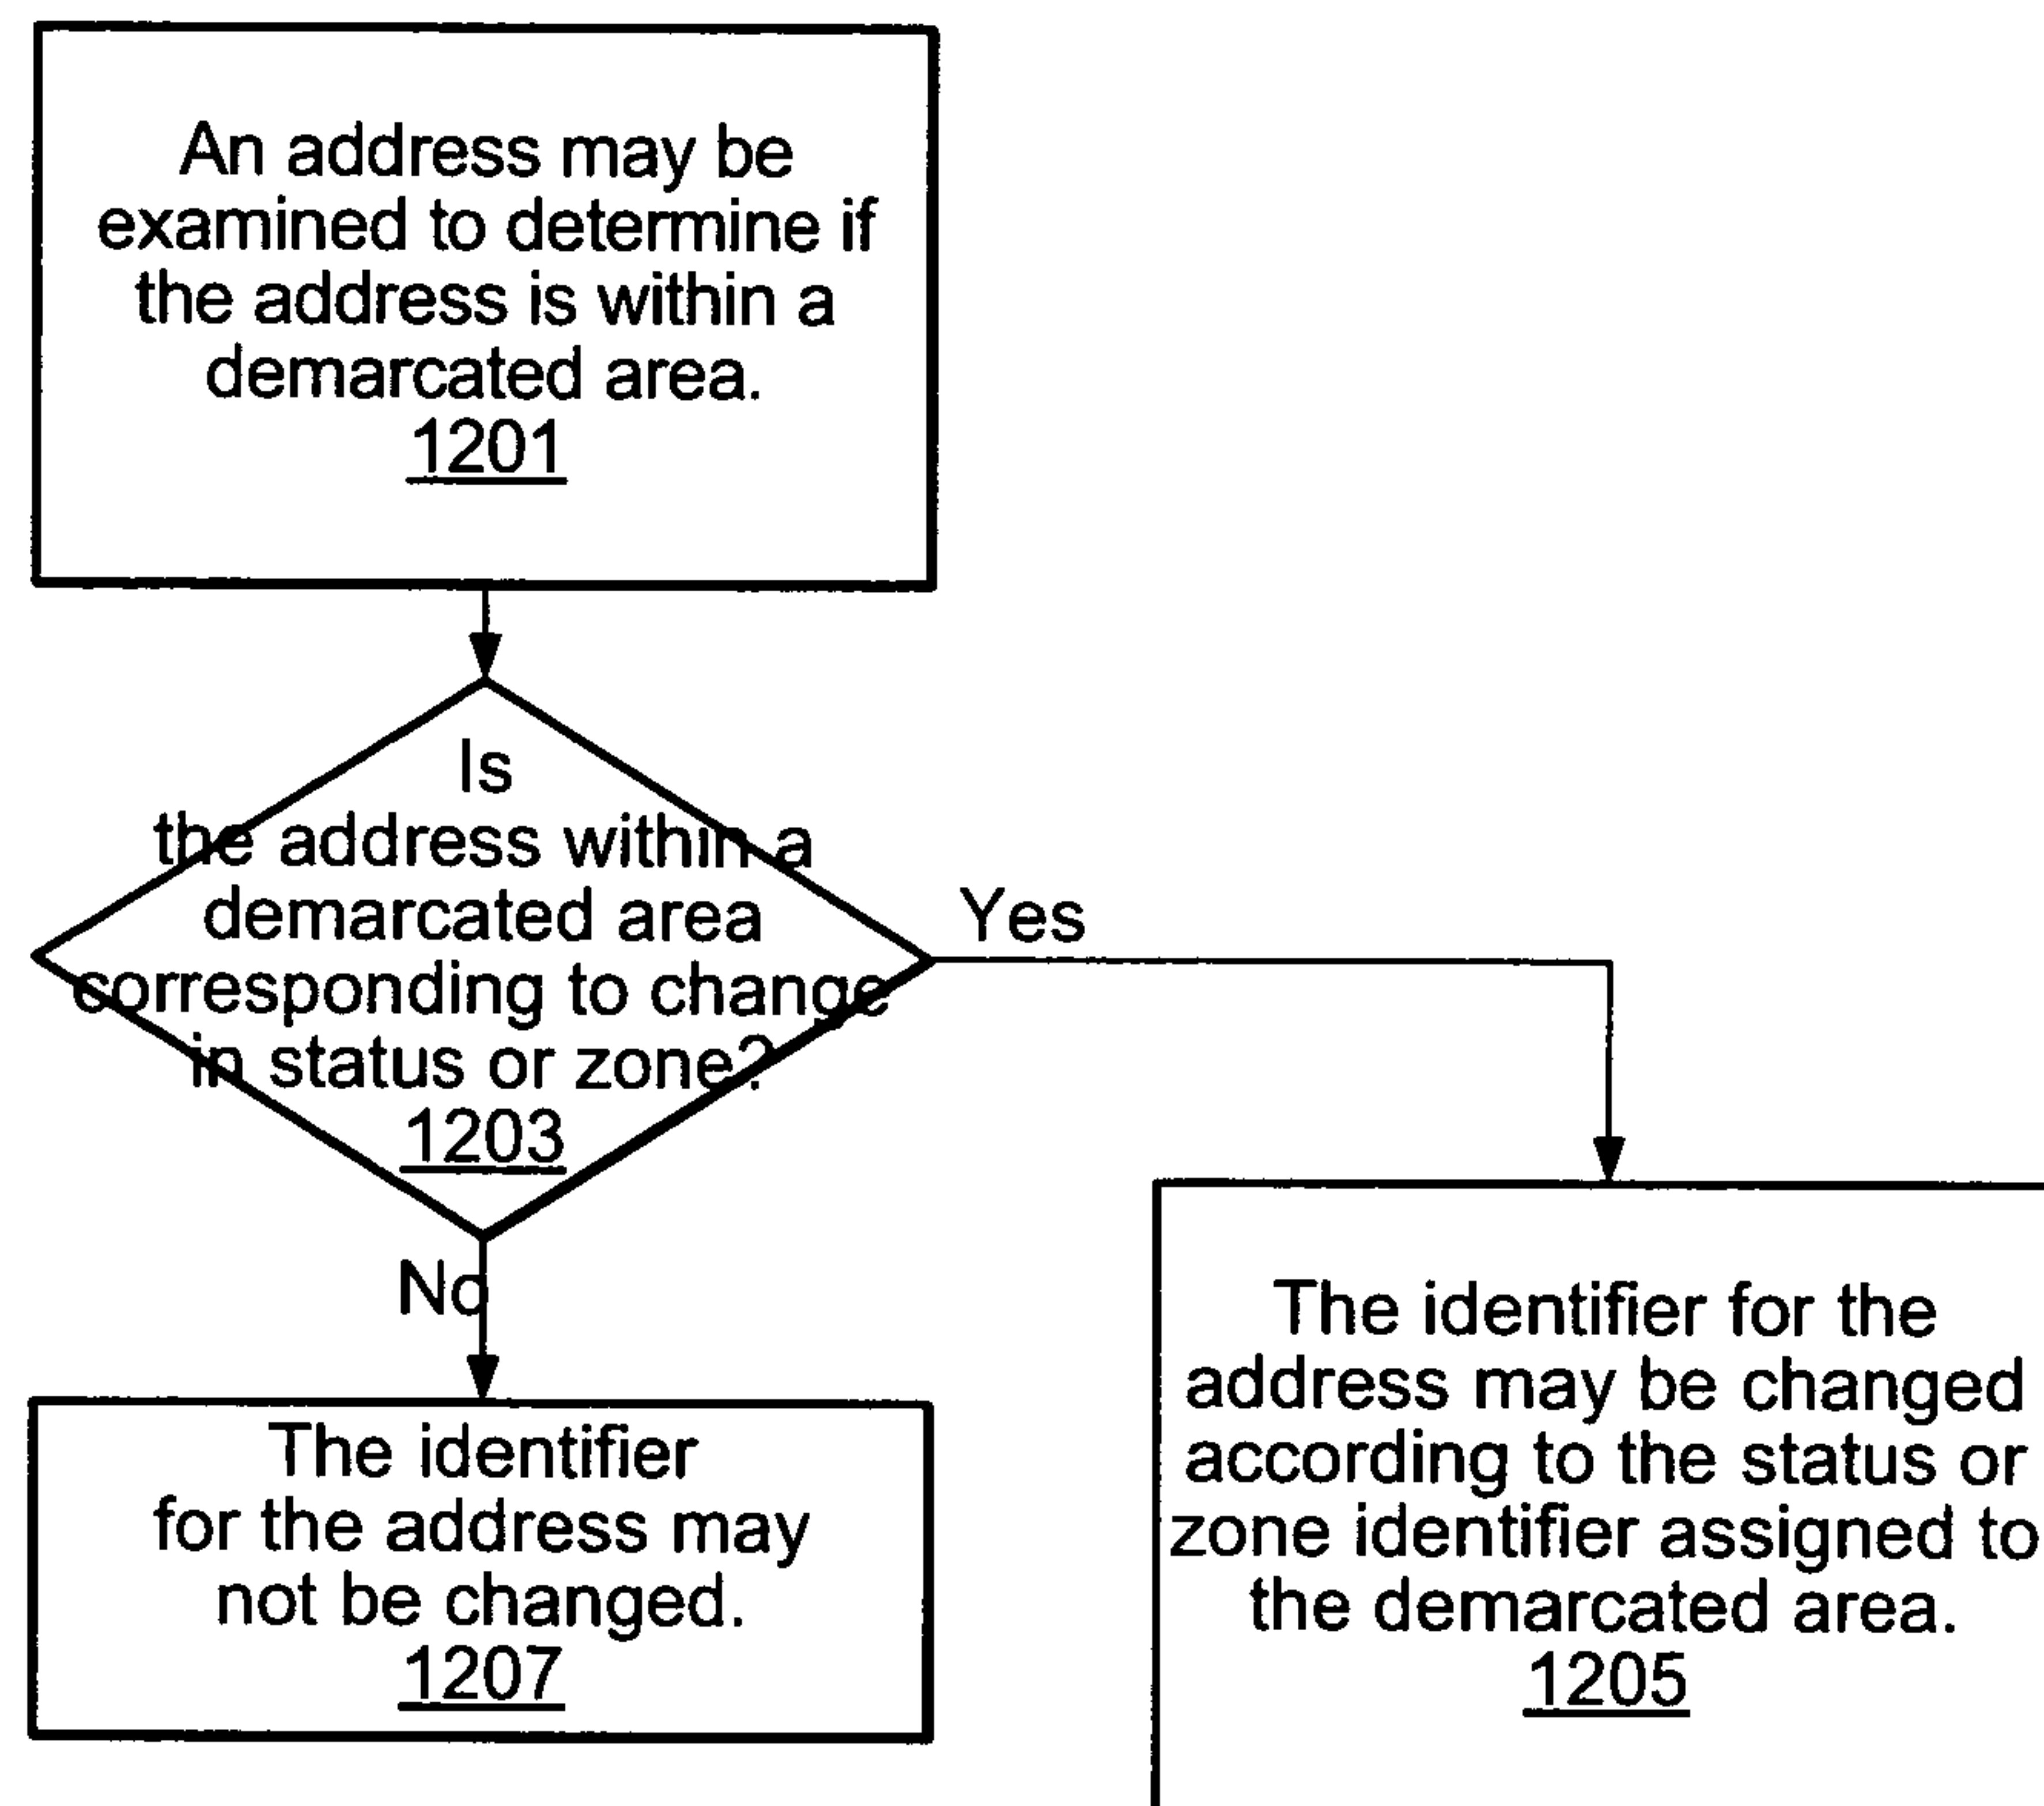 An address may be
examined to determine if
the address is within a
demarcated area.
1201
Is
the address within a
demarcated area
corresponding to change
in status or zone?
1203
Yes
No
The identifier
for the address may
not be changed.
1207
The identifier for the
address may be changed
according to the status or
zone identifier assigned to
the demarcated area.
1205